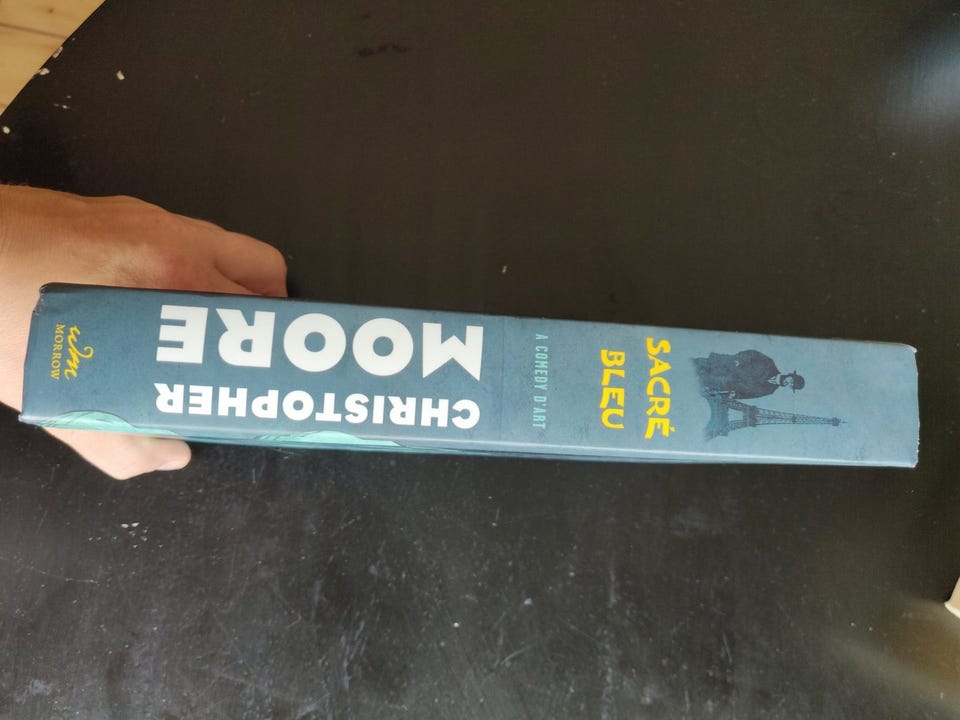 SACRÉ
BLEU
A COMEDY D'ART
CHRISTOPHER
MOORE
wm
MORROW